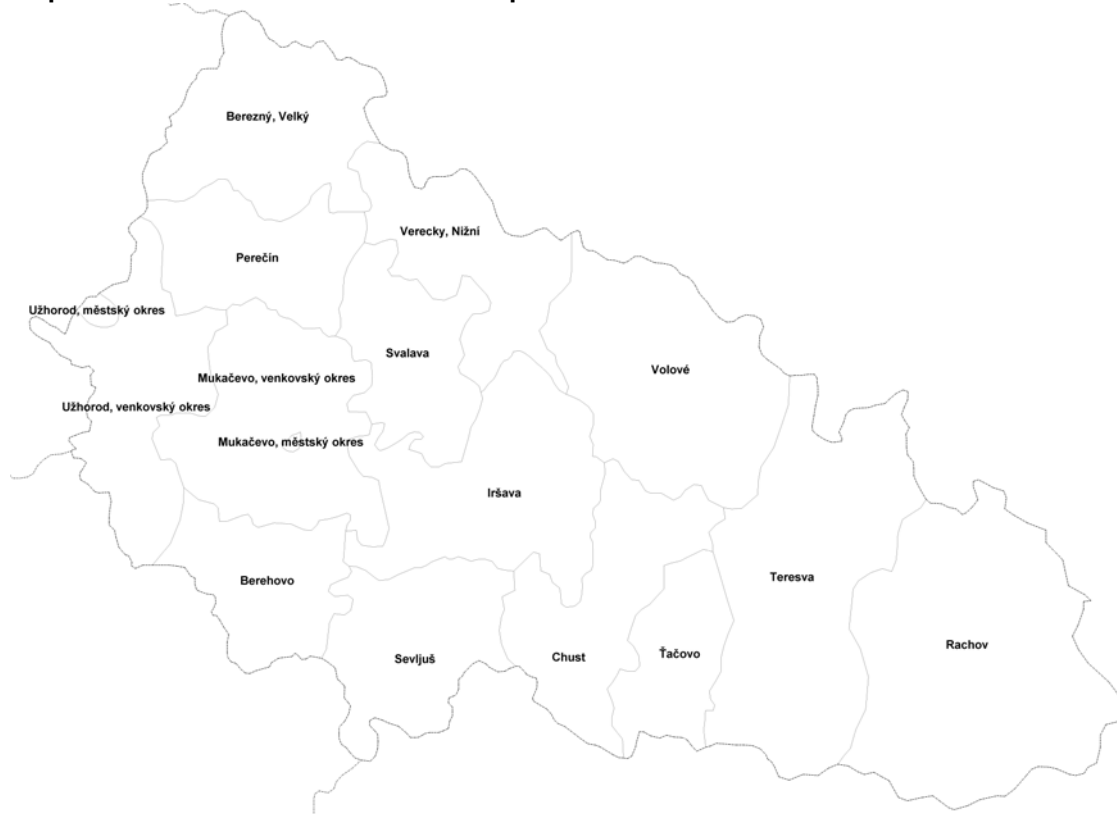 Berezný, Velký
Verecky, Nižní
Perečín
Užhorod, městský okres
Svalava
Volové
Mukačevo, venkovský okres
Užhorod, venkovský okres
Mukačevo, městský okres
Iršava
Berehovo
Teresva
Sevljuš
Chust
Ťačovo
Rachov